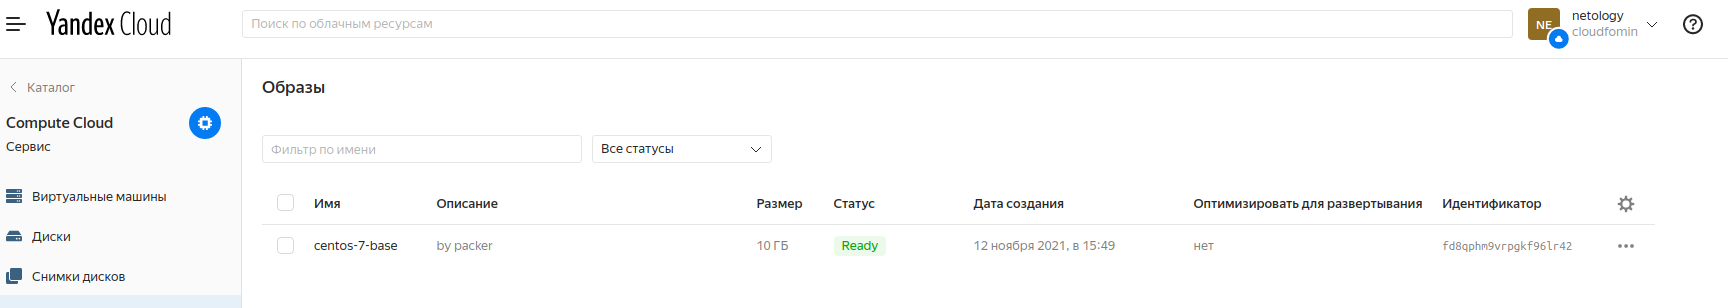 Yandex Cloud
Поиск по облачным ресурсам
NE
netology
cloudfomin
Каталог
Compute Cloud
Сервис
Виртуальные машины
Диски
Снимки дисков
Образы
Фильтр по имени
Все статусы
Имя Описание Размер Статус Дата создания Оптимизировать для развертывания Идентификатор
centos-7-base by packer 10 ГБ Ready 12 ноября 2021, в 15:49 нет fd8qphm9vrpgkf96lr42